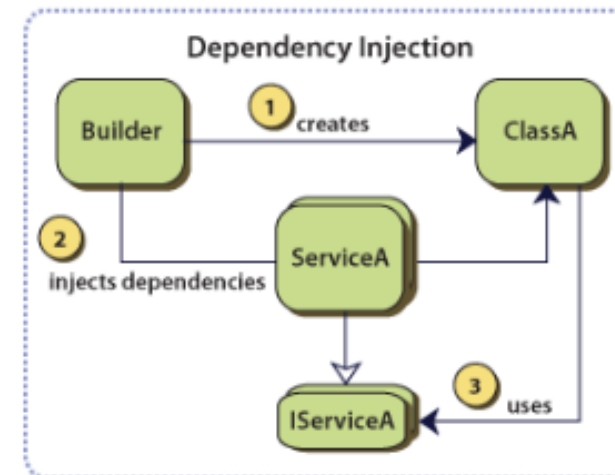 Dependency Injection
1
Builder
creates
ClassA
2
ServiceA
injects dependencies
3
IServiceA
uses